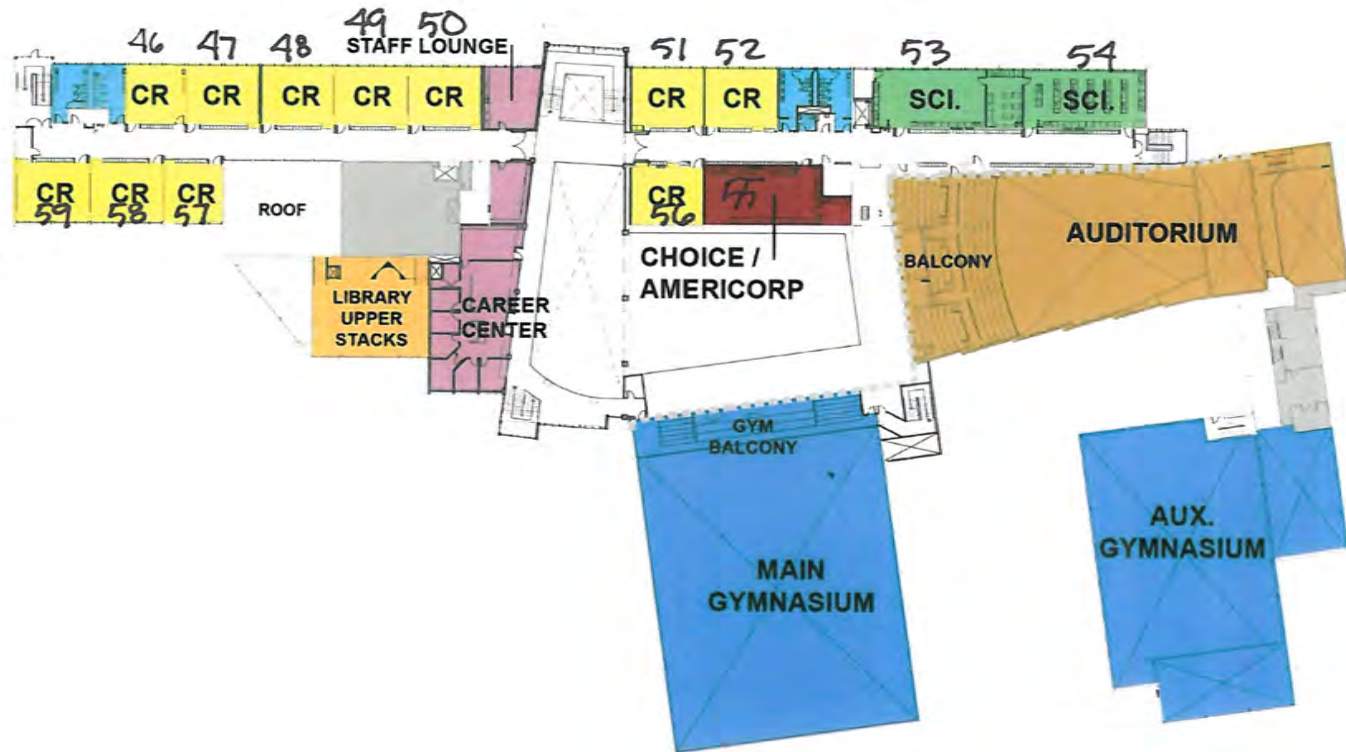 46 47 48 49 50 51 52 53 54
STAFF LOUNGE
CR CR CR CR CR CR CR SCI. SCI.
CR CR CR CR
59 58 57 56 55
ROOF
CHOICE /
AMERICORP
AUDITORIUM
BALCONY
LIBRARY
UPPER
STACKS
CAREER
CENTER
GYM
BALCONY
MAIN
GYMNASIUM
AUX.
GYMNASIUM